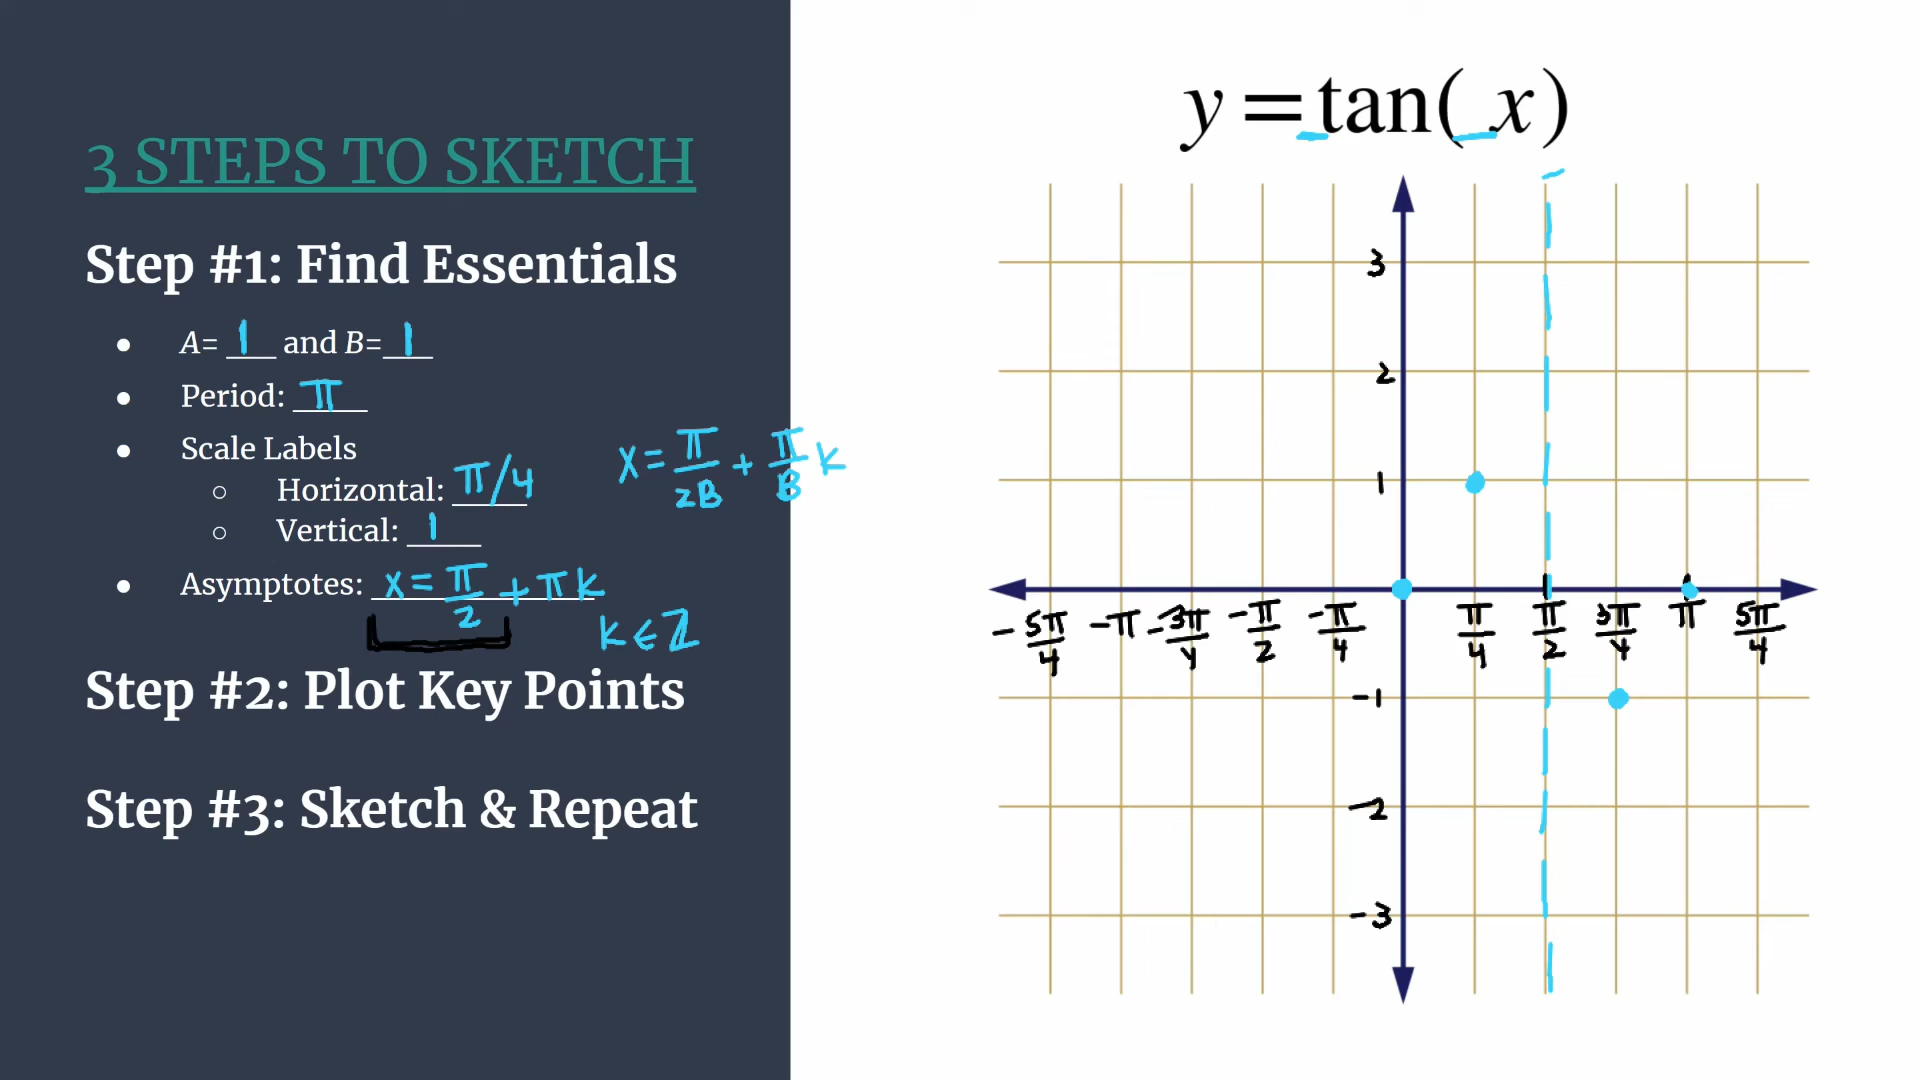 3 STEPS TO SKETCH
Step #1: Find Essentials
● A= 1 and B= 1
● Period: π
● Scale Labels
○ Horizontal: π/4
○ Vertical: 1
● Asymptotes: x = π/2 + πk
k ∈ ℤ
x = π/2B + π/B k
Step #2: Plot Key Points
Step #3: Sketch & Repeat
y = tan( x)
3
2
1
-5π/4 -π -3π/4 -π/2 -π/4 π/4 π/2 3π/4 π 5π/4
-1
-2
-3